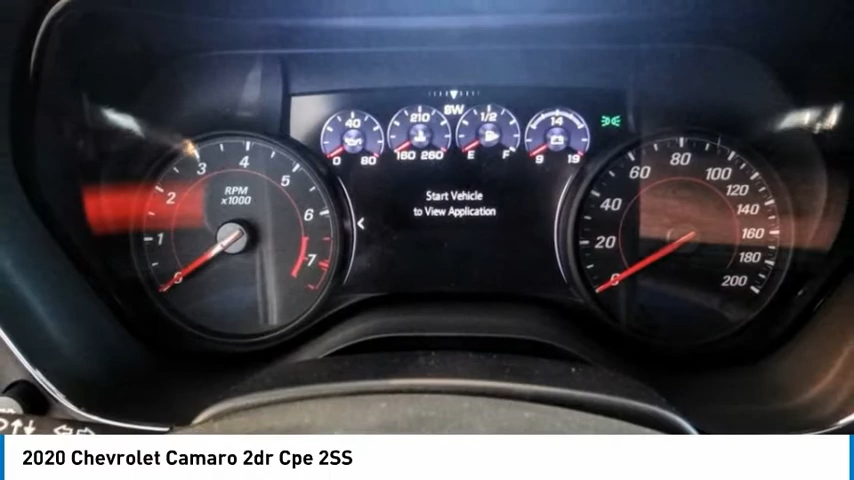 SW
40
0 80
210
160 260
1/2
E F
14
9 19
Start Vehicle
to View Application
RPM
x1000
0 1 2 3 4 5 6 7
0 20 40 60 80 100 120 140 160 180 200
2020 Chevrolet Camaro 2dr Cpe 2SS